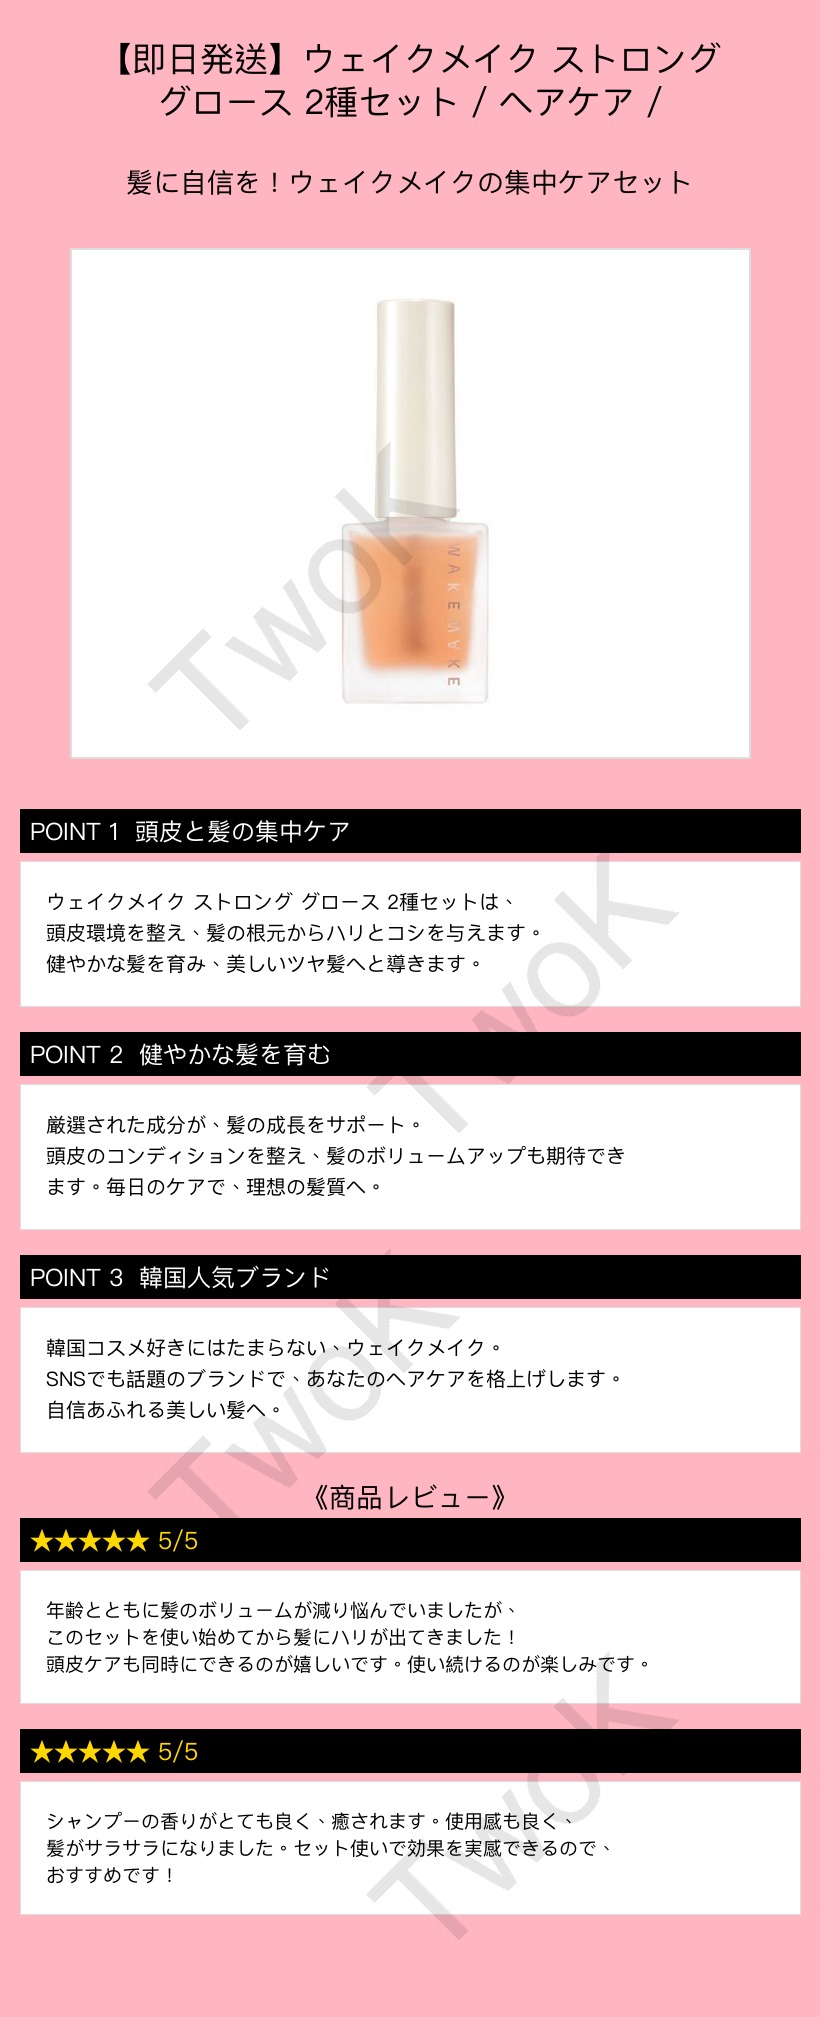 【即日発送】ウェイクメイク ストロング
グロース 2種セット / ヘアケア /
髪に自信を！ウェイクメイクの集中ケアセット
WAKEMAKE
TwoK
POINT 1 頭皮と髪の集中ケア
ウェイクメイク ストロング グロース 2種セットは、
頭皮環境を整え、髪の根元からハリとコシを与えます。
健やかな髪を育み、美しいツヤ髪へと導きます。
TwoK
POINT 2 健やかな髪を育む
厳選された成分が、髪の成長をサポート。
頭皮のコンディションを整え、髪のボリュームアップも期待でき
ます。毎日のケアで、理想の髪質へ。
POINT 3 韓国人気ブランド
韓国コスメ好きにはたまらない、ウェイクメイク。
SNSでも話題のブランドで、あなたのヘアケアを格上げします。
自信あふれる美しい髪へ。
TwoK
《商品レビュー》
★★★★★ 5/5
年齢とともに髪のボリュームが減り悩んでいましたが、
このセットを使い始めてから髪にハリが出てきました！
頭皮ケアも同時にできるのが嬉しいです。使い続けるのが楽しみです。
★★★★★ 5/5
シャンプーの香りがとても良く、癒されます。使用感も良く、
髪がサラサラになりました。セット使いで効果を実感できるので、
おすすめです！
TwoK